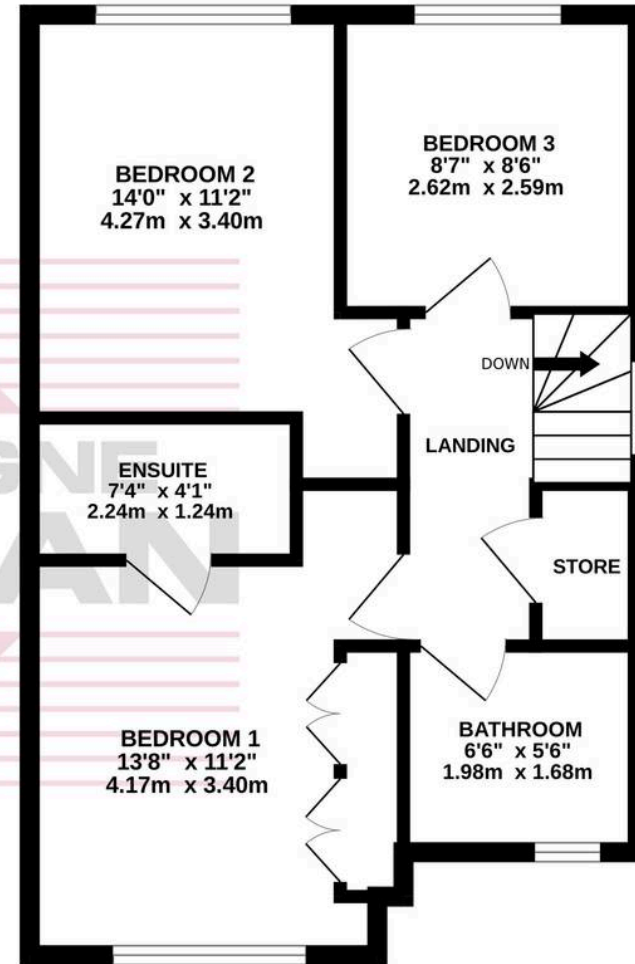 BEDROOM 2
14'0" x 11'2"
4.27m x 3.40m
BEDROOM 3
8'7" x 8'6"
2.62m x 2.59m
DOWN
LANDING
ENSUITE
7'4" x 4'1"
2.24m x 1.24m
STORE
BEDROOM 1
13'8" x 11'2"
4.17m x 3.40m
BATHROOM
6'6" x 5'6"
1.98m x 1.68m